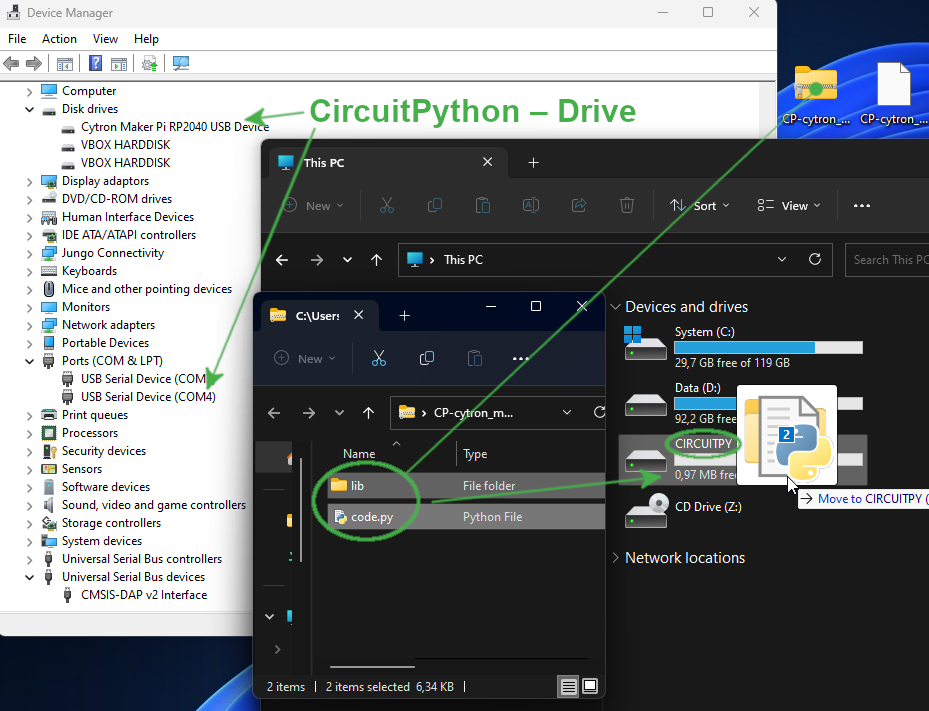 Device Manager
File Action View Help
Computer
Disk drives
Cytron Maker Pi RP2040 USB Device
VBOX HARDDISK
VBOX HARDDISK
Display adaptors
DVD/CD-ROM drives
Human Interface Devices
IDE ATA/ATAPI controllers
Jungo Connectivity
Keyboards
Mice and other pointing devices
Monitors
Network adapters
Portable Devices
Ports (COM & LPT)
USB Serial Device (COM
USB Serial Device (COM4)
Print queues
Processors
Security devices
Sensors
Software devices
Sound, video and game controllers
Storage controllers
System devices
Universal Serial Bus controllers
Universal Serial Bus devices
CMSIS-DAP v2 Interface
CircuitPython – Drive
CP-cytron_...
CP-cytron_...
This PC
New
Sort
View
This PC
Search This PC
Devices and drives
System (C:)
29,7 GB free of 119 GB
Data (D:)
92,2 GB free
CIRCUITPY
0,97 MB free
CD Drive (Z:)
Network locations
2
Move to CIRCUITPY (
C:\Users
New
CP-cytron_m...
Name Type
lib File folder
code.py Python File
2 items 2 items selected 6,34 KB